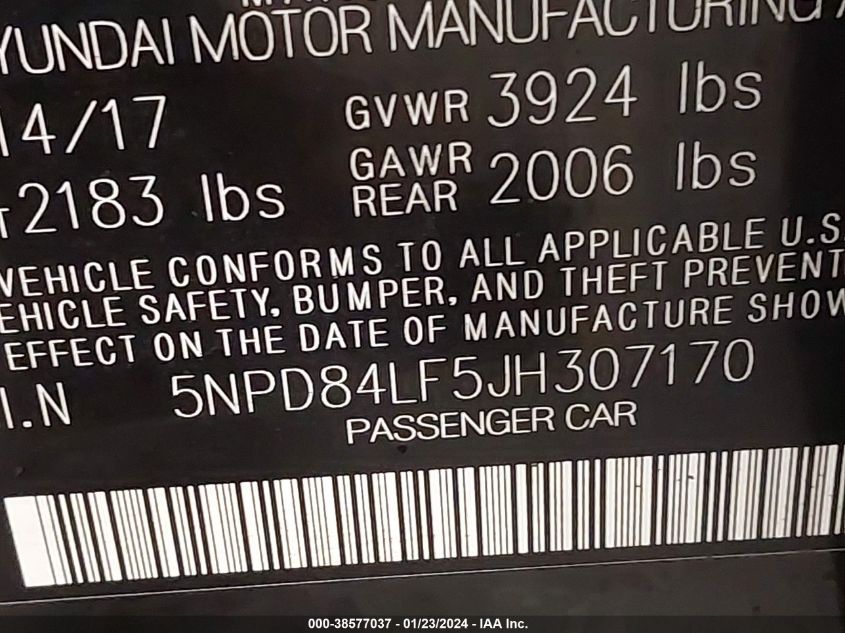 YUNDAI MOTOR MANUFACTURING
14/17 GVWR 3924 lbs
2183 lbs GAWR REAR 2006 lbs
VEHICLE CONFORMS TO ALL APPLICABLE U.S
EHICLE SAFETY, BUMPER, AND THEFT PREVENT
EFFECT ON THE DATE OF MANUFACTURE SHOW
I.N 5NPD84LF5JH307170
PASSENGER CAR
000-38577037 - 01/23/2024 - IAA Inc.